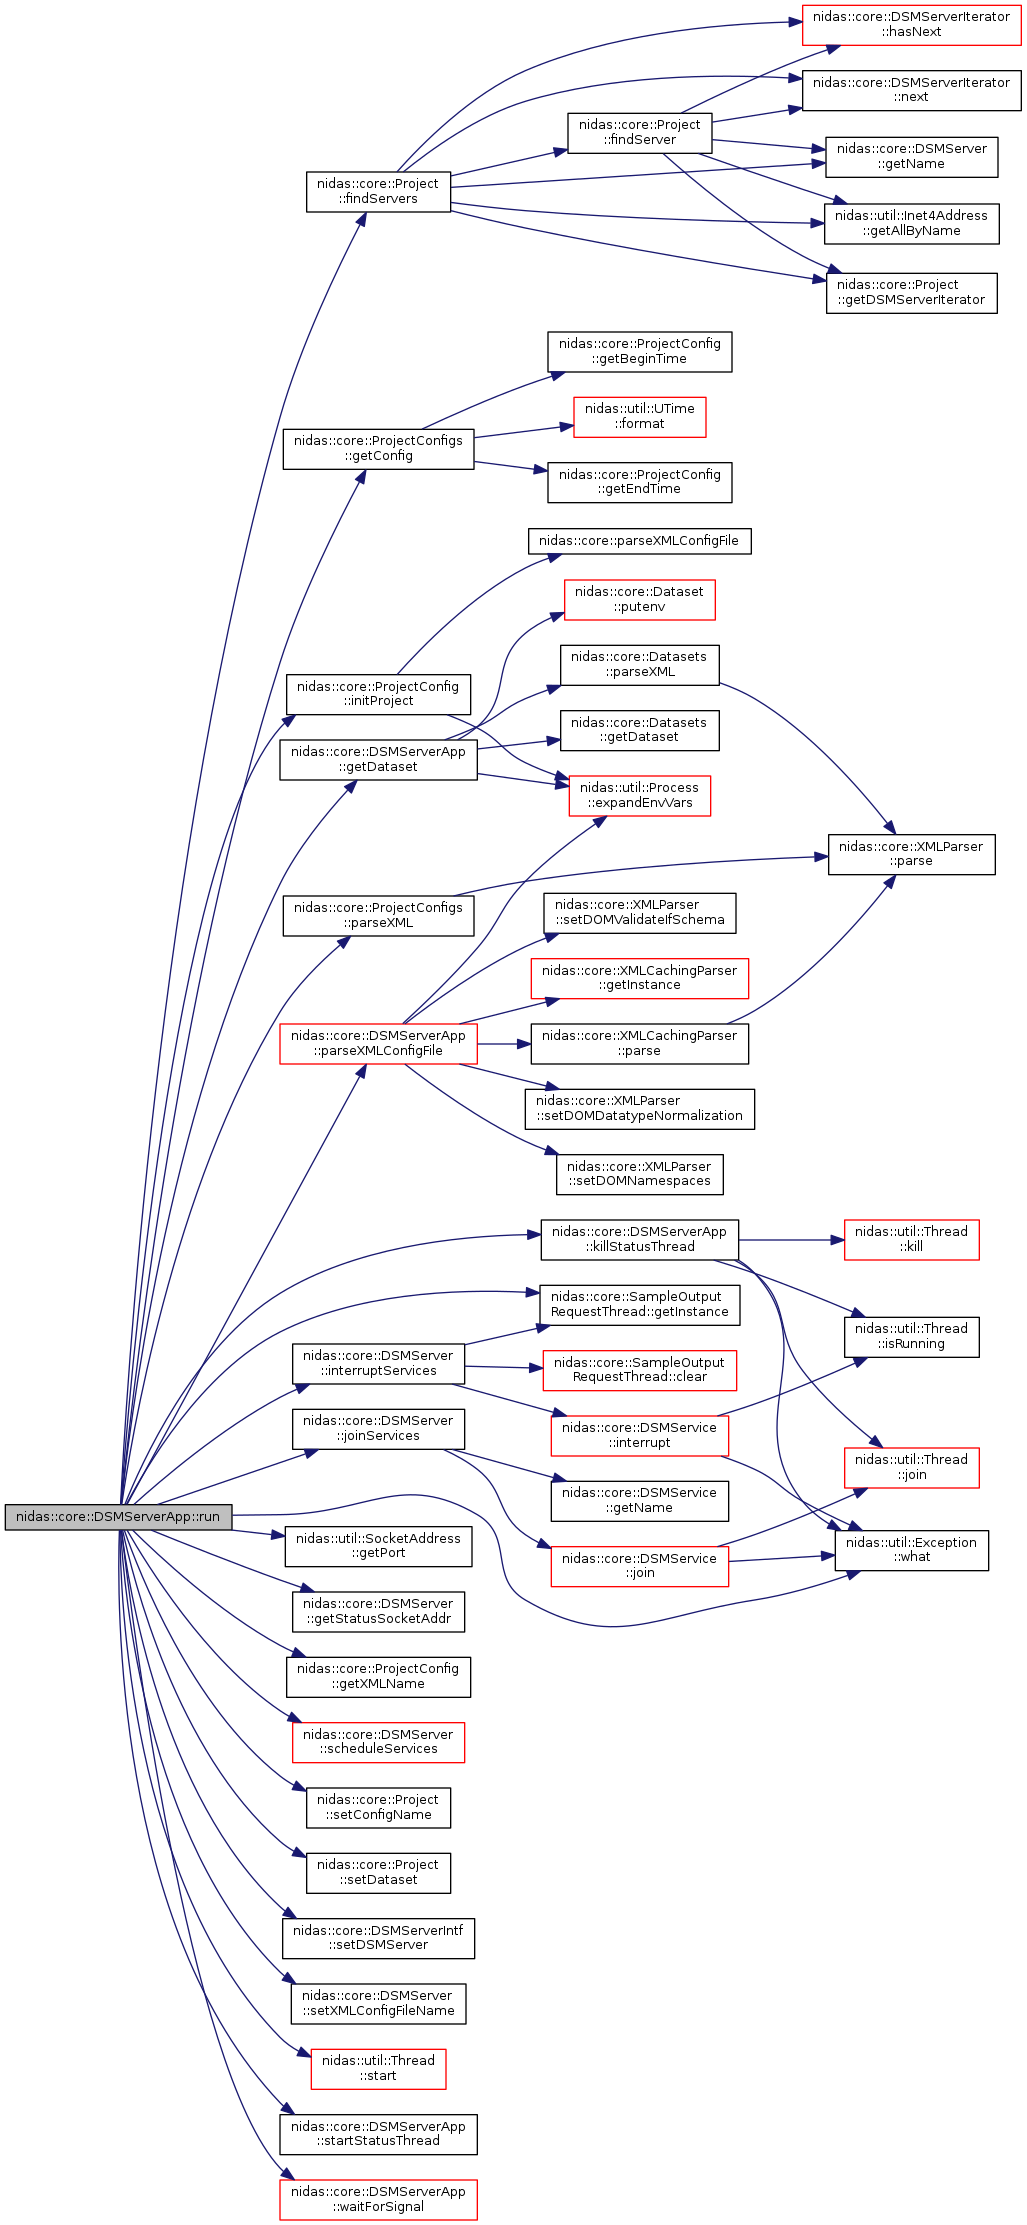 nidas::core::DSMServerIterator
::hasNext
nidas::core::DSMServerIterator
::next
nidas::core::Project
::findServer
nidas::core::DSMServer
::getName
nidas::core::Project
::findServers
nidas::util::Inet4Address
::getAllByName
nidas::core::Project
::getDSMServerIterator
nidas::core::ProjectConfig
::getBeginTime
nidas::util::UTime
::format
nidas::core::ProjectConfigs
::getConfig
nidas::core::ProjectConfig
::getEndTime
nidas::core::parseXMLConfigFile
nidas::core::Dataset
::putenv
nidas::core::Datasets
::parseXML
nidas::core::ProjectConfig
::initProject
nidas::core::Datasets
::getDataset
nidas::core::DSMServerApp
::getDataset
nidas::util::Process
::expandEnvVars
nidas::core::XMLParser
::parse
nidas::core::ProjectConfigs
::parseXML
nidas::core::XMLParser
::setDOMValidateIfSchema
nidas::core::XMLCachingParser
::getInstance
nidas::core::DSMServerApp
::parseXMLConfigFile
nidas::core::XMLCachingParser
::parse
nidas::core::XMLParser
::setDOMDatatypeNormalization
nidas::core::XMLParser
::setDOMNamespaces
nidas::core::DSMServerApp
::killStatusThread
nidas::util::Thread
::kill
nidas::core::SampleOutput
RequestThread::getInstance
nidas::util::Thread
::isRunning
nidas::core::DSMServer
::interruptServices
nidas::core::SampleOutput
RequestThread::clear
nidas::core::DSMServer
::joinServices
nidas::core::DSMService
::interrupt
nidas::util::Thread
::join
nidas::core::DSMService
::getName
nidas::core::DSMServerApp::run
nidas::util::SocketAddress
::getPort
nidas::core::DSMService
::join
nidas::util::Exception
::what
nidas::core::DSMServer
::getStatusSocketAddr
nidas::core::ProjectConfig
::getXMLName
nidas::core::DSMServer
::scheduleServices
nidas::core::Project
::setConfigName
nidas::core::Project
::setDataset
nidas::core::DSMServerIntf
::setDSMServer
nidas::core::DSMServer
::setXMLConfigFileName
nidas::util::Thread
::start
nidas::core::DSMServerApp
::startStatusThread
nidas::core::DSMServerApp
::waitForSignal